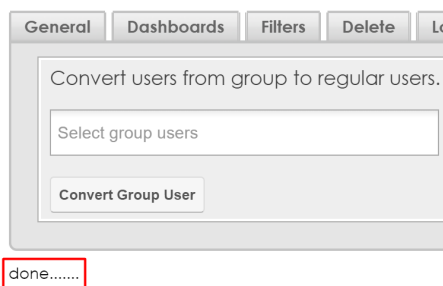 General Dashboards Filters Delete
Convert users from group to regular users.
Select group users
Convert Group User
done.......